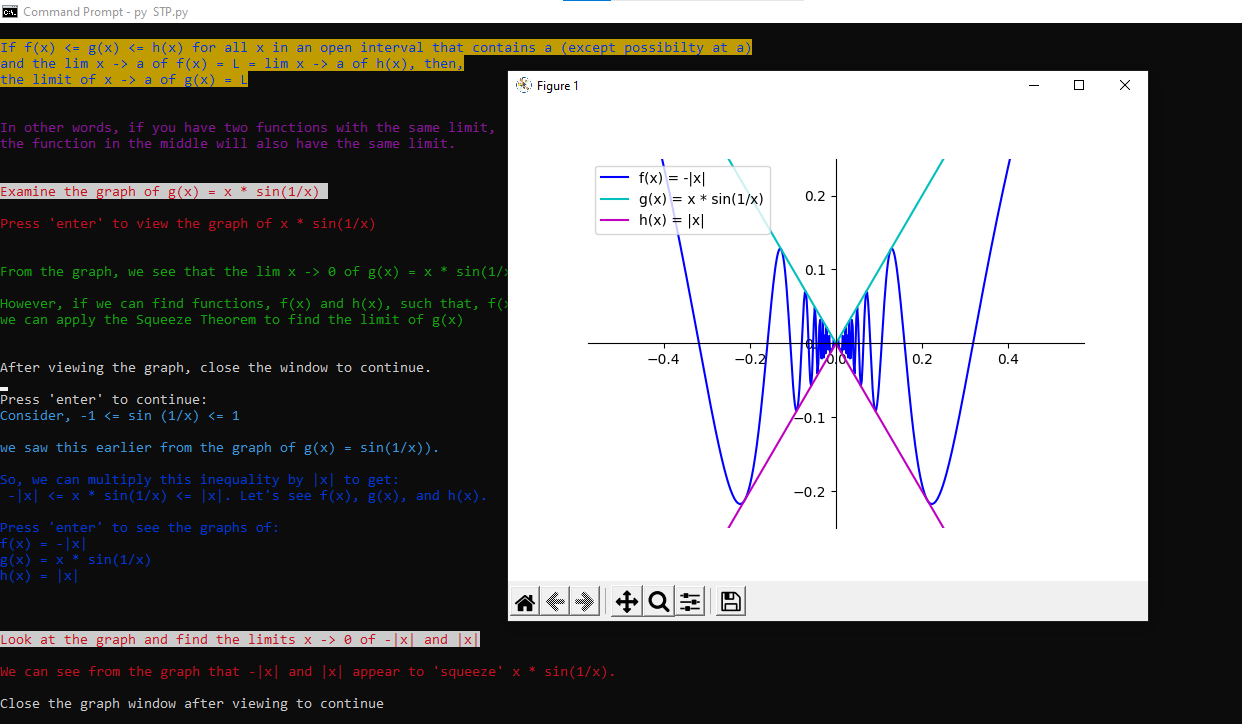 Command Prompt - py STP.py
If f(x) <= g(x) <= h(x) for all x in an open interval that contains a (except possibilty at a)
and the lim x -> a of f(x) = L = lim x -> a of h(x), then,
the limit of x -> a of g(x) = L
In other words, if you have two functions with the same limit,
the function in the middle will also have the same limit.
Examine the graph of g(x) = x * sin(1/x)
Press 'enter' to view the graph of x * sin(1/x)
From the graph, we see that the lim x -> 0 of g(x) = x * sin(1/
However, if we can find functions, f(x) and h(x), such that, f(
we can apply the Squeeze Theorem to find the limit of g(x)
After viewing the graph, close the window to continue.
Press 'enter' to continue:
Consider, -1 <= sin (1/x) <= 1
we saw this earlier from the graph of g(x) = sin(1/x)).
So, we can multiply this inequality by |x| to get:
-|x| <= x * sin(1/x) <= |x|. Let's see f(x), g(x), and h(x).
Press 'enter' to see the graphs of:
f(x) = -|x|
g(x) = x * sin(1/x)
h(x) = |x|
Look at the graph and find the limits x -> 0 of -|x| and |x|
We can see from the graph that -|x| and |x| appear to 'squeeze' x * sin(1/x).
Close the graph window after viewing to continue
Figure 1
f(x) = -|x|
g(x) = x * sin(1/x)
h(x) = |x|
0.2
0.1
−0.4
−0.2
0.0
0.2
0.4
−0.1
−0.2